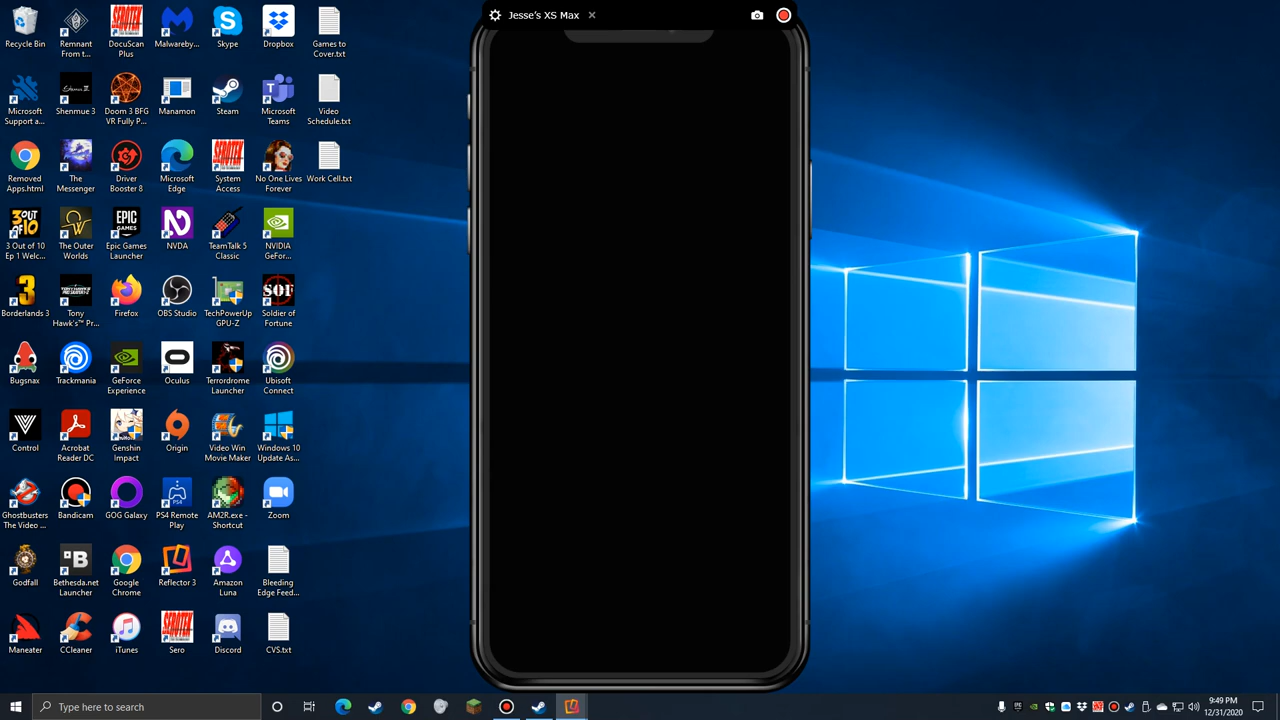 Jesse's XS Max
Recycle Bin
Remnant
From t...
DocuScan
Plus
Malwareby...
Skype
Dropbox
Games to
Cover.txt
Microsoft
Support a...
Shenmue 3
Doom 3 BFG
VR Fully P...
Manamon
Steam
Microsoft
Teams
Video
Schedule.txt
Removed
Apps.html
The
Messenger
Driver
Booster 8
Microsoft
Edge
System
Access
No One Lives
Forever
Work Cell.txt
3 Out of 10
Ep 1 Welc...
The Outer
Worlds
Epic Games
Launcher
NVDA
TeamTalk 5
Classic
NVIDIA
GeFor...
Borderlands 3
Tony
Hawk's™ Pr...
Firefox
OBS Studio
TechPowerUp
GPU-Z
Soldier of
Fortune
Bugsnax
Trackmania
GeForce
Experience
Oculus
Terrordrome
Launcher
Ubisoft
Connect
Control
Acrobat
Reader DC
Genshin
Impact
Origin
Video Win
Movie Maker
Windows 10
Update As...
Ghostbusters
The Video ...
Bandicam
GOG Galaxy
PS4 Remote
Play
AM2R.exe -
Shortcut
Zoom
Godfall
Bethesda.net
Launcher
Google
Chrome
Reflector 3
Amazon
Luna
Bleeding
Edge Feed...
Maneater
CCleaner
iTunes
Sero
Discord
CVS.txt
Type here to search
9:49 PM
12/31/2020